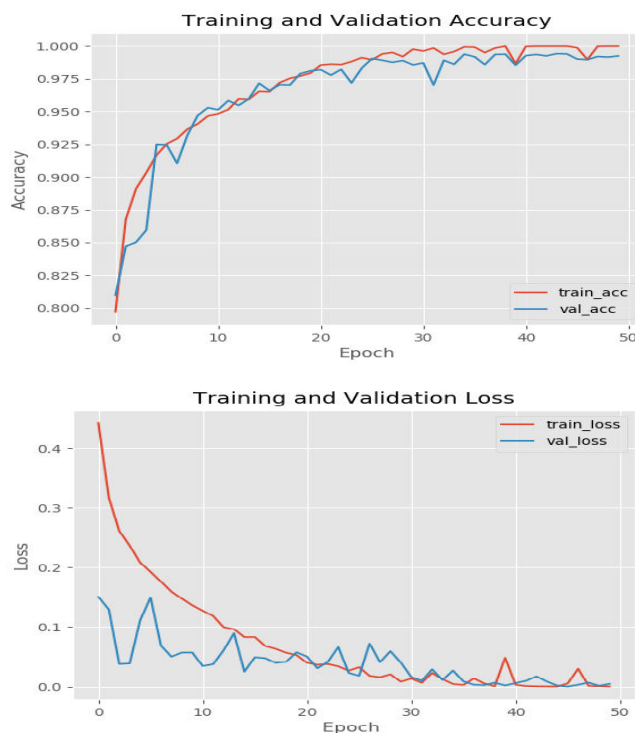 Training and Validation Accuracy
1.000
0.975
0.950
0.925
0.900
0.875
0.850
0.825
0.800
Accuracy
train_acc
val_acc
0
10
20
30
40
50
Epoch
Training and Validation Loss
0.4
0.3
0.2
0.1
0.0
Loss
train_loss
val_loss
0
10
20
30
40
50
Epoch